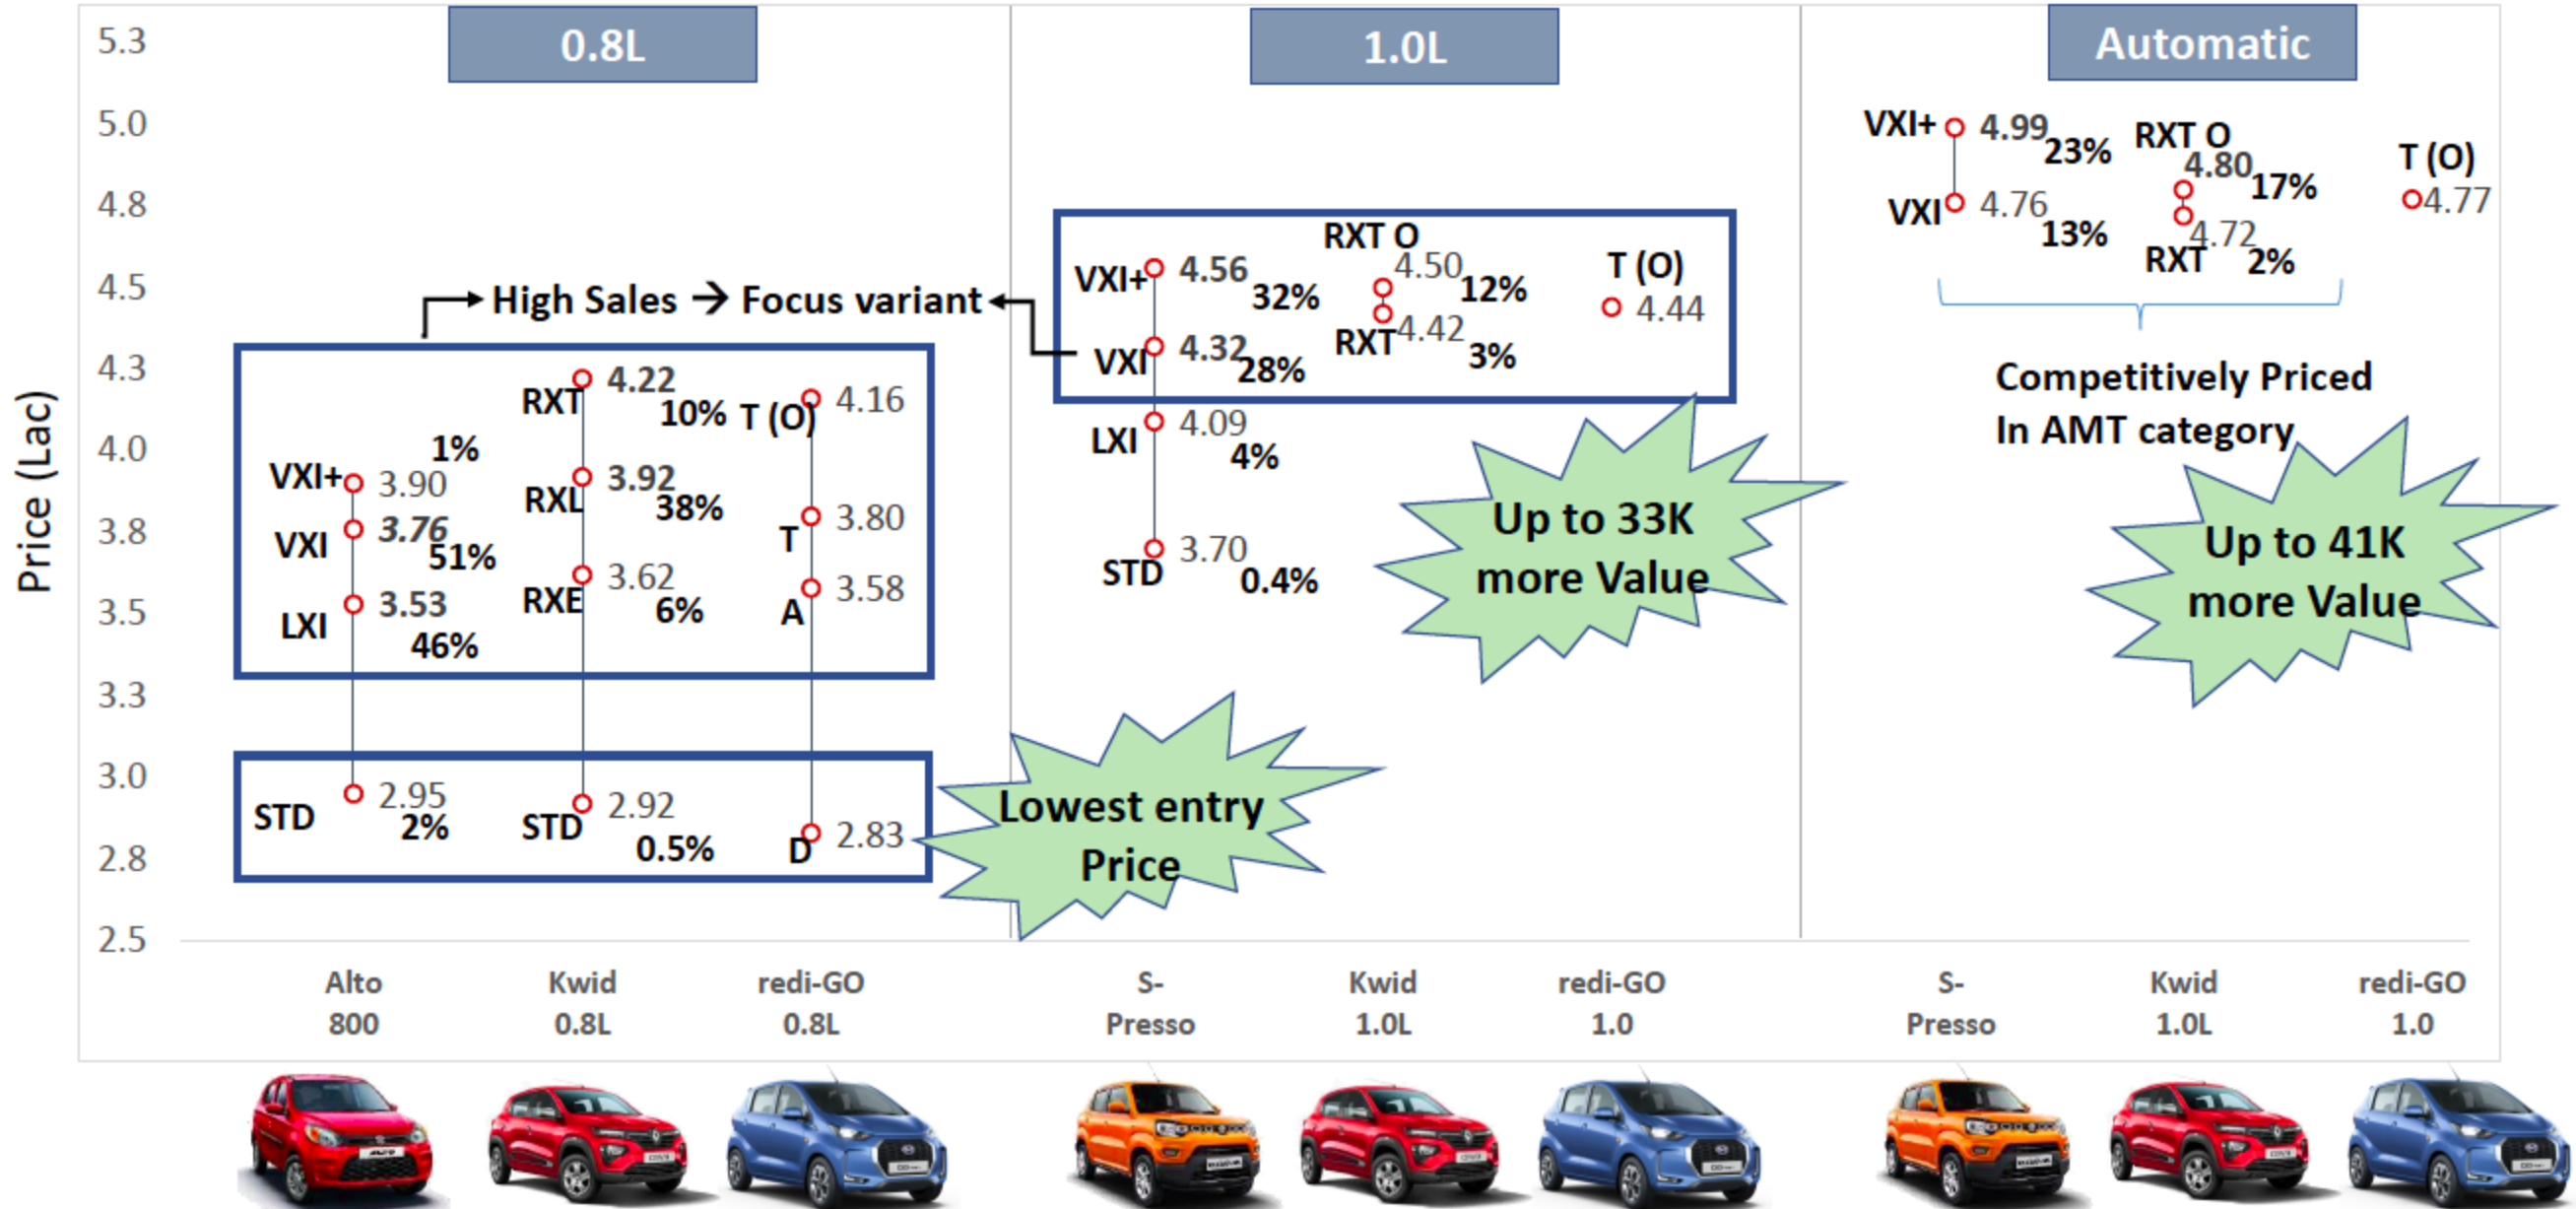 0.8L
1.0L
Automatic
Price (Lac)
5.3
5.0
4.8
4.5
4.3
4.0
3.8
3.5
3.3
3.0
2.8
2.5
High Sales → Focus variant
VXI+ 3.90
1%
VXI 3.76
51%
LXI 3.53
46%
STD 2.95
2%
RXT 4.22
10%
RXL 3.92
38%
RXE 3.62
6%
STD 2.92
0.5%
T (O) 4.16
T 3.80
A 3.58
D 2.83
Lowest entry
Price
VXI+ 4.56
32%
VXI 4.32
28%
LXI 4.09
4%
STD 3.70
0.4%
RXT O
4.50
12%
RXT 4.42
3%
T (O)
4.44
Up to 33K
more Value
VXI+ 4.99
23%
VXI 4.76
13%
RXT O
4.80
17%
4.72
RXT 2%
T (O)
4.77
Competitively Priced
In AMT category
Up to 41K
more Value
Alto
800
Kwid
0.8L
redi-GO
0.8L
S-
Presso
Kwid
1.0L
redi-GO
1.0
S-
Presso
Kwid
1.0L
redi-GO
1.0